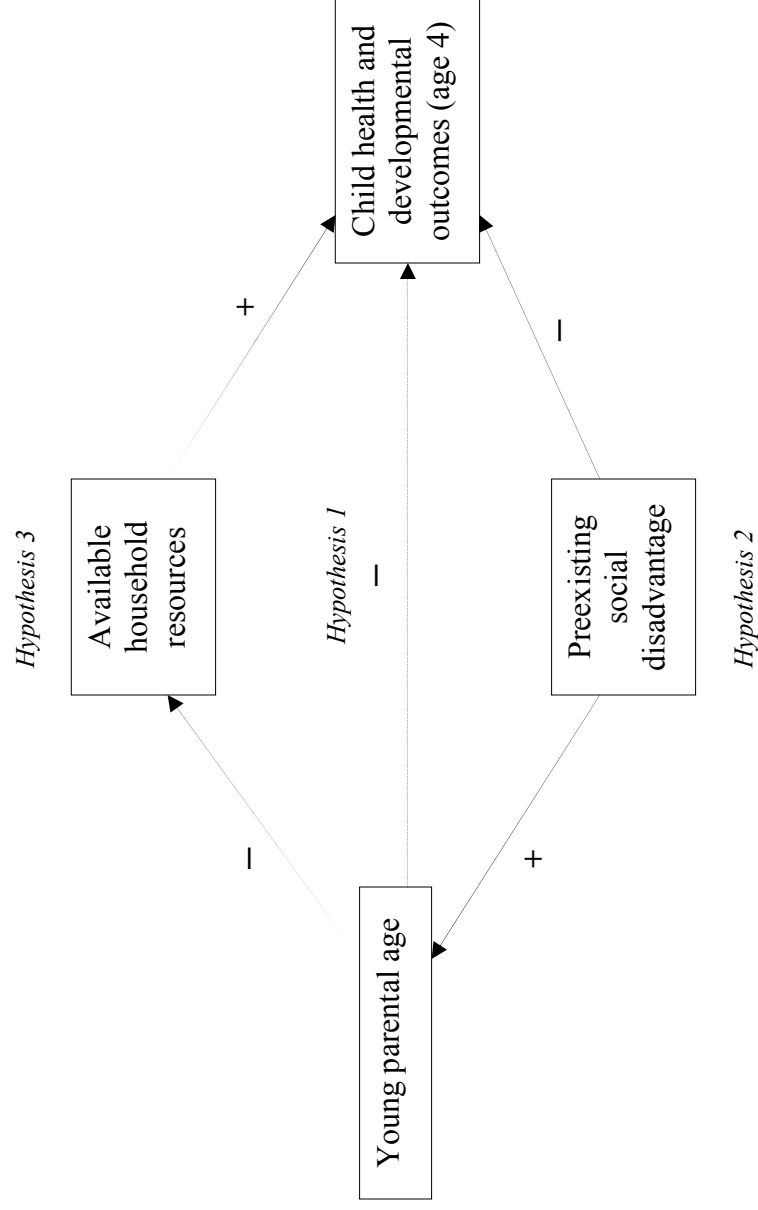 Hypothesis 3
Available
household
resources
–
+
Hypothesis 1
–
Young parental age
Child health and
developmental
outcomes (age 4)
+
–
Preexisting
social
disadvantage
Hypothesis 2